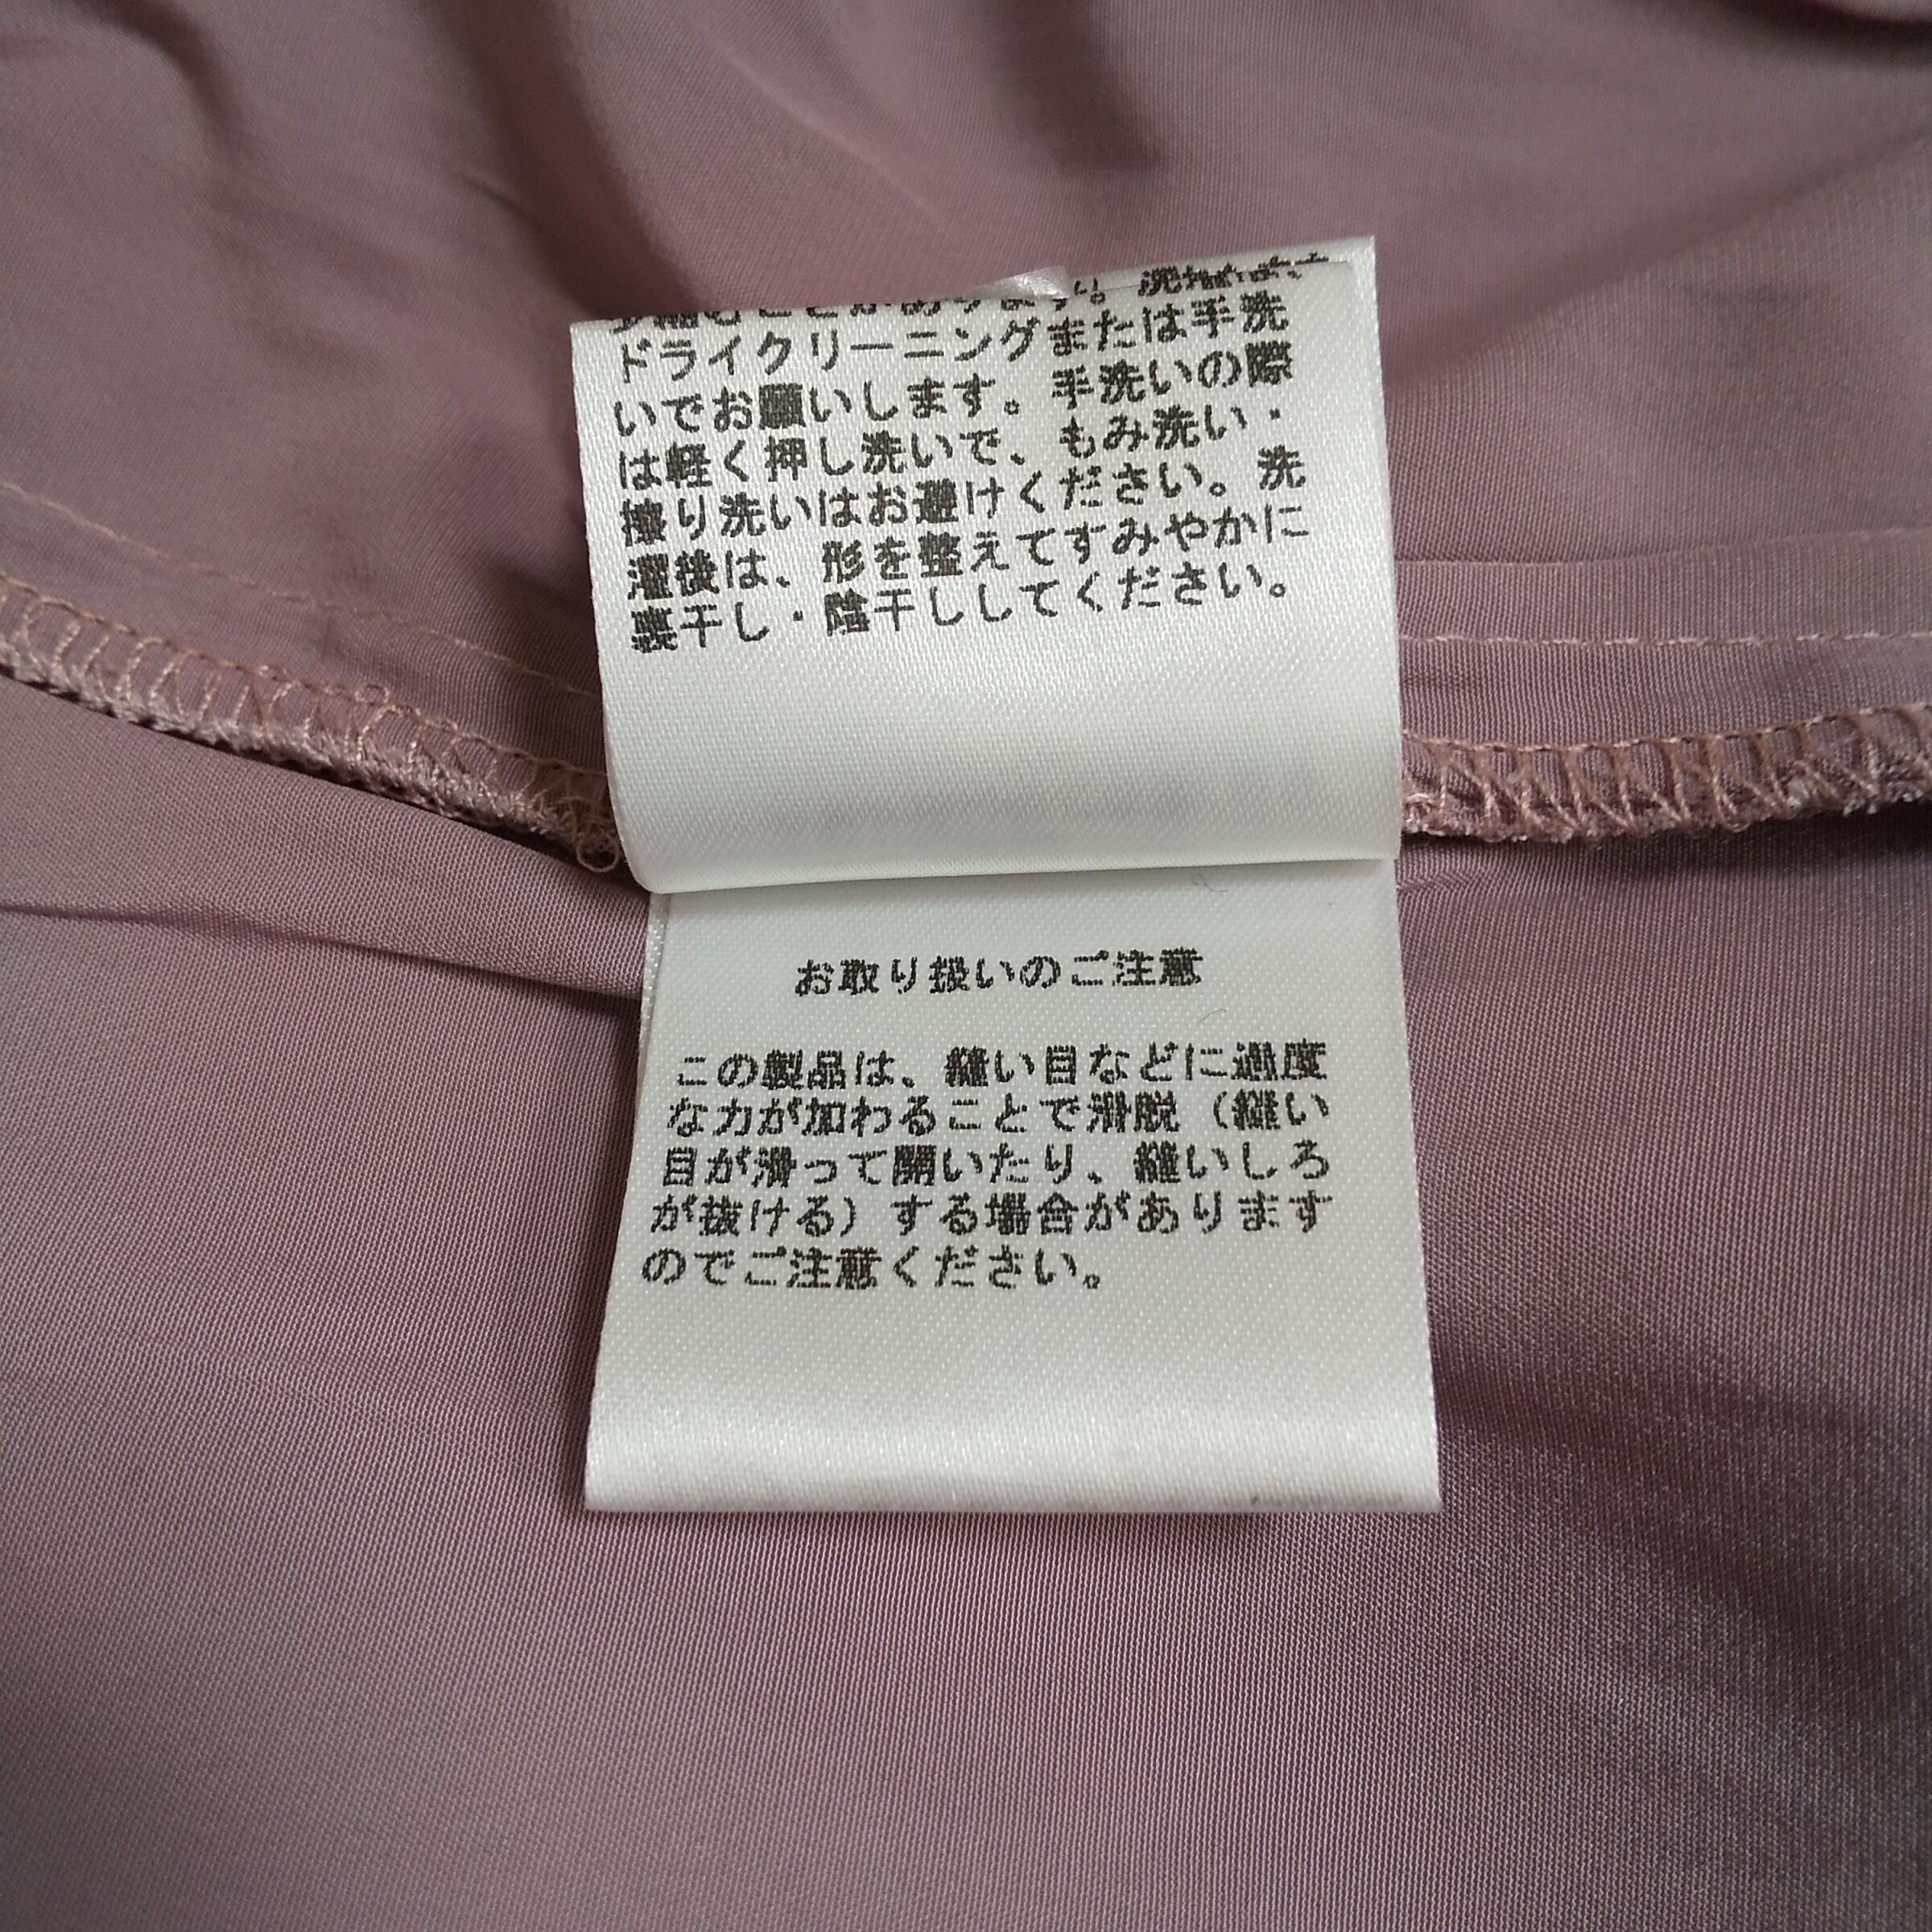 ドライクリーニングまたは手洗
いでお願いします。手洗いの際
は軽く押し洗いで、もみ洗い・
擦り洗いはお避けください。洗
濯後は、形を整えてすみやかに
裏干し・陰干ししてください。
お取り扱いのご注意
この製品は、縫い目などに過度
な力が加わることで滑脱（縫い
目が滑って開いたり、縫いしろ
が抜ける）する場合があります
のでご注意ください。